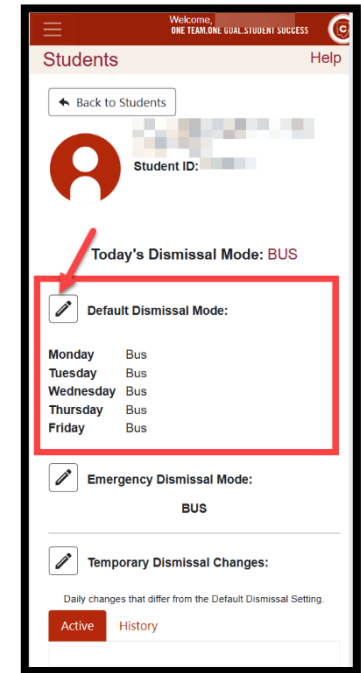 Welcome,
ONE TEAM.ONE GOAL.STUDENT SUCCESS
C
Students
Help
Back to Students
Student ID:
Today's Dismissal Mode: BUS
Default Dismissal Mode:
Monday Bus
Tuesday Bus
Wednesday Bus
Thursday Bus
Friday Bus
Emergency Dismissal Mode:
BUS
Temporary Dismissal Changes:
Daily changes that differ from the Default Dismissal Setting.
Active History